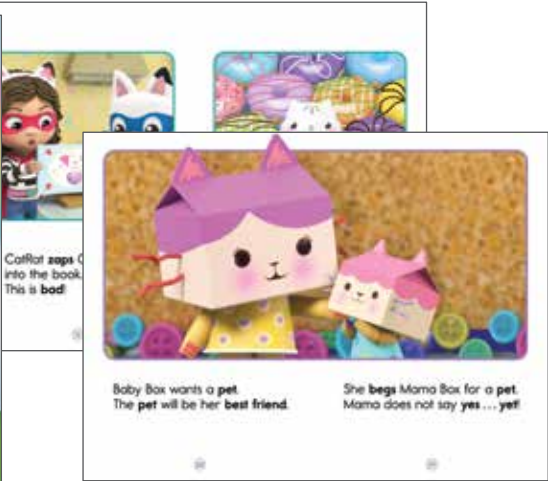 CatRat zaps
into the book.
This is bad!
Baby Box wants a pet.
The pet will be her best friend.
She begs Mama Box for a pet.
Mama does not say yes ... yet!